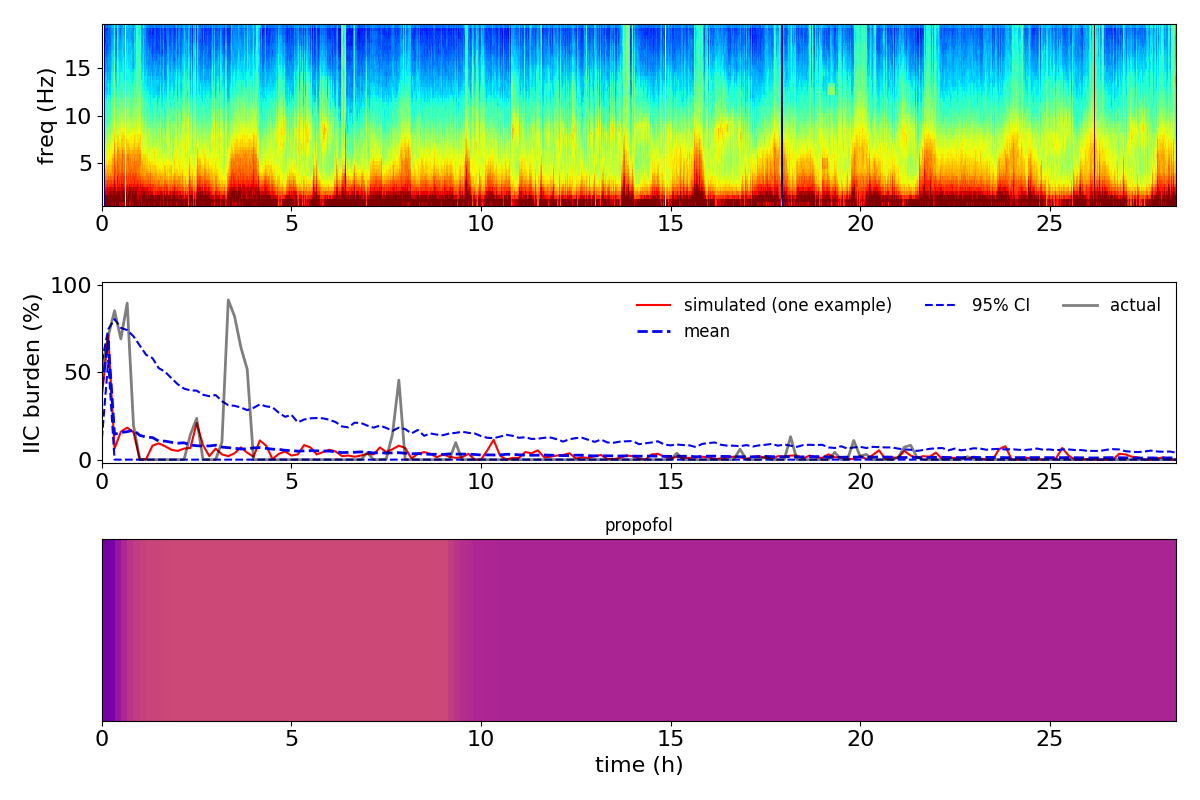 freq (Hz)
15
10
5
0 5 10 15 20 25
IIC burden (%)
100
50
0
simulated (one example) 95% CI actual
mean
0 5 10 15 20 25
propofol
0 5 10 15 20 25
time (h)